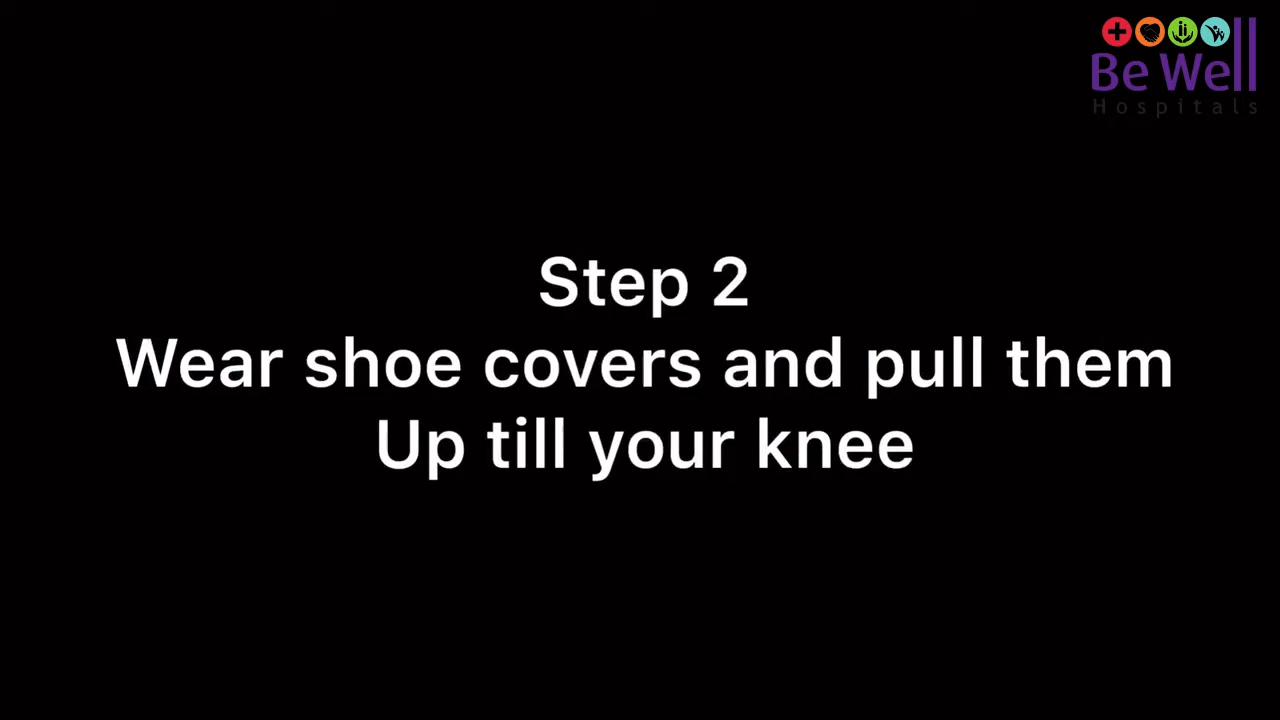 Be Well
Hospitals
Step 2
Wear shoe covers and pull them
Up till your knee